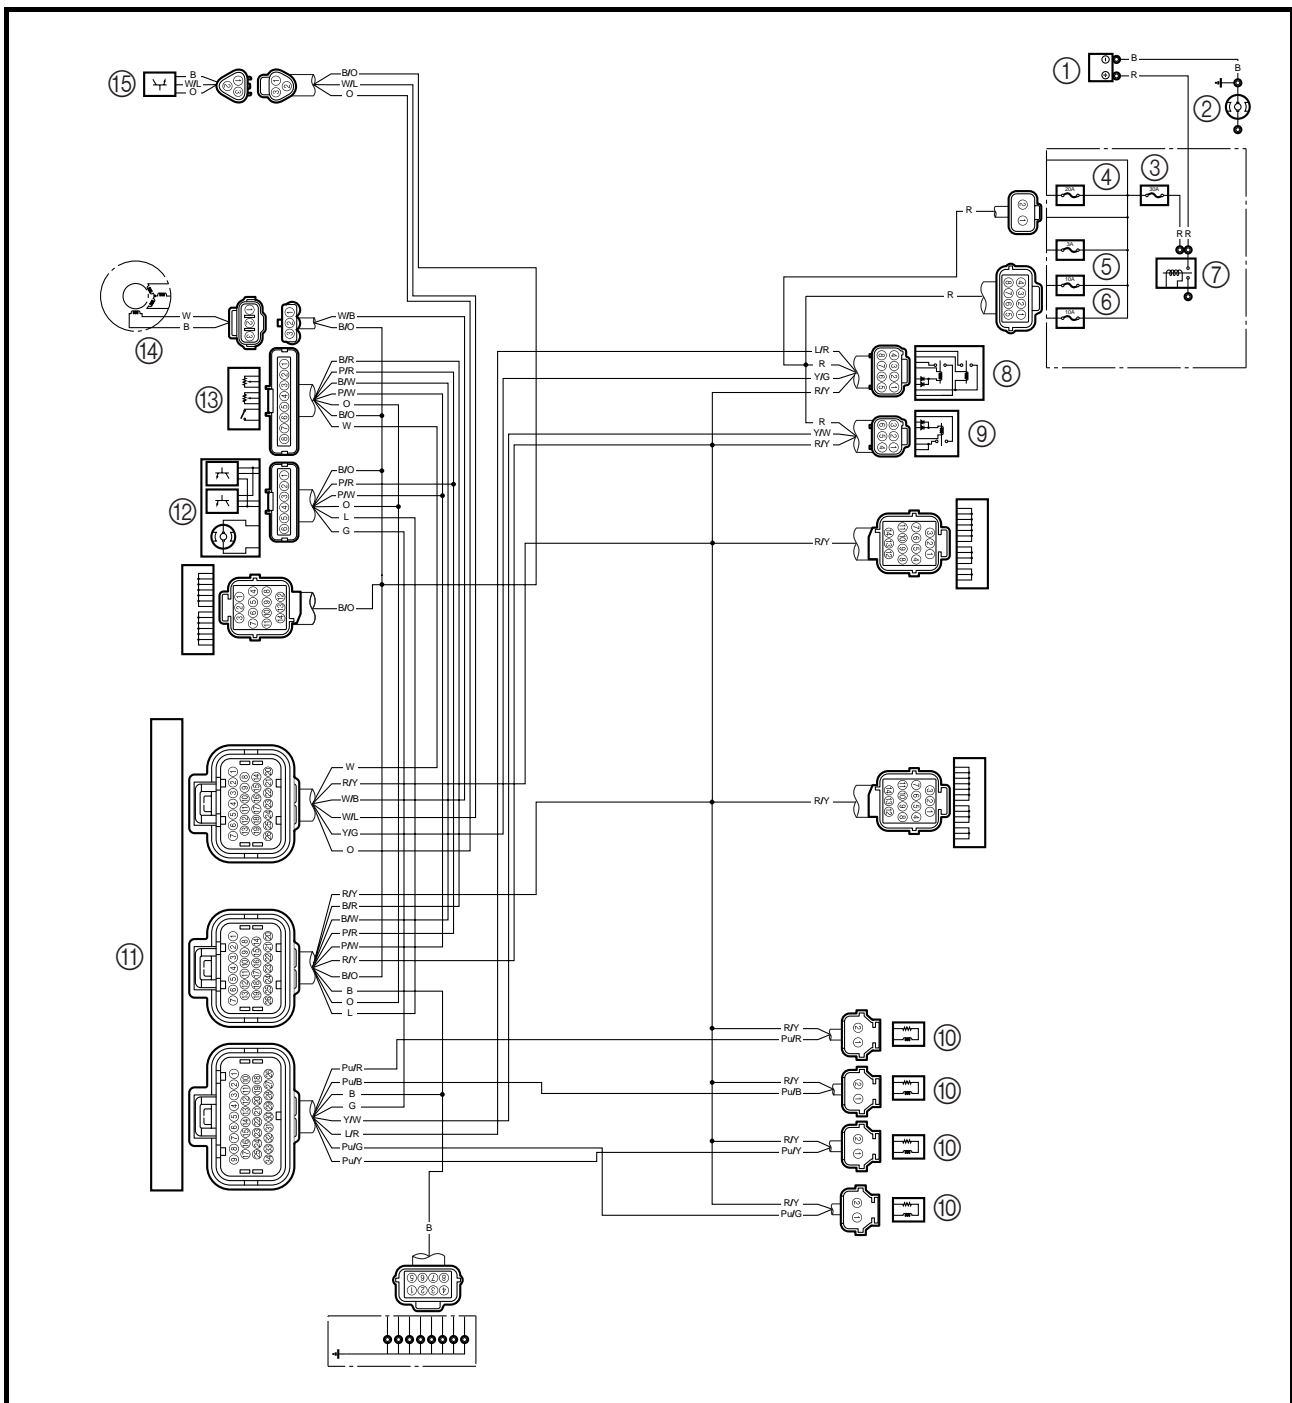 ① B
B
R
②
⑮ B
W/L
O
B/O
W/L
O
③
④
20A
30A
R
R R
3A
⑤
10A
⑥
10A
⑦
R
⑭
W
B
W/B
B/O
⑬
B/R
P/R
B/W
P/W
O
B/O
W
L/R
R
Y/G
R/Y
⑧
R
Y/W
R/Y
⑨
⑫
B/O
P/R
P/W
O
L
G
R/Y
B/O
⑪
W
R/Y
W/B
W/L
Y/G
O
R/Y
R/Y
B/R
B/W
P/R
P/W
R/Y
B/O
B
O
L
Pu/R
Pu/B
B
G
Y/W
L/R
Pu/G
Pu/Y
R/Y
Pu/R
⑩
R/Y
Pu/B
⑩
R/Y
Pu/Y
⑩
R/Y
Pu/G
⑩
B